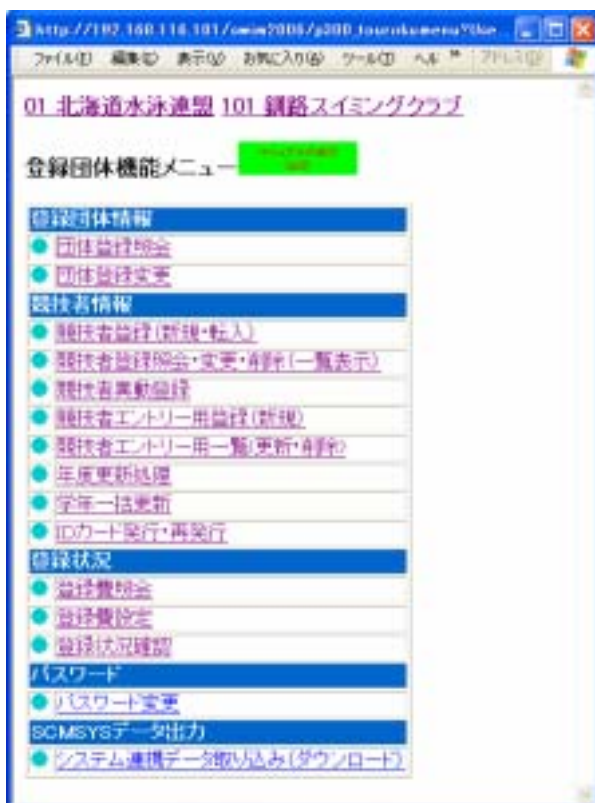 ファイル(F) 編集(E) 表示(V) お気に入り(A) ツール(T) ヘル »
01 北海道水泳連盟 101 釧路スイミングクラブ
登録団体機能メニュー
登録団体情報
団体登録照会
団体登録変更
競技者情報
競技者登録(新規・転入)
競技者登録照会・変更・削除(一覧表示)
競技者異動登録
競技者エントリー用登録(新規)
競技者エントリー用一覧(更新・削除)
年度更新処理
学年一括更新
IDカード発行・再発行
登録状況
登録費照会
登録費設定
登録状況確認
パスワード
パスワード変更
SCMSYSデータ出力
システム連携データ取り込み(ダウンロード)